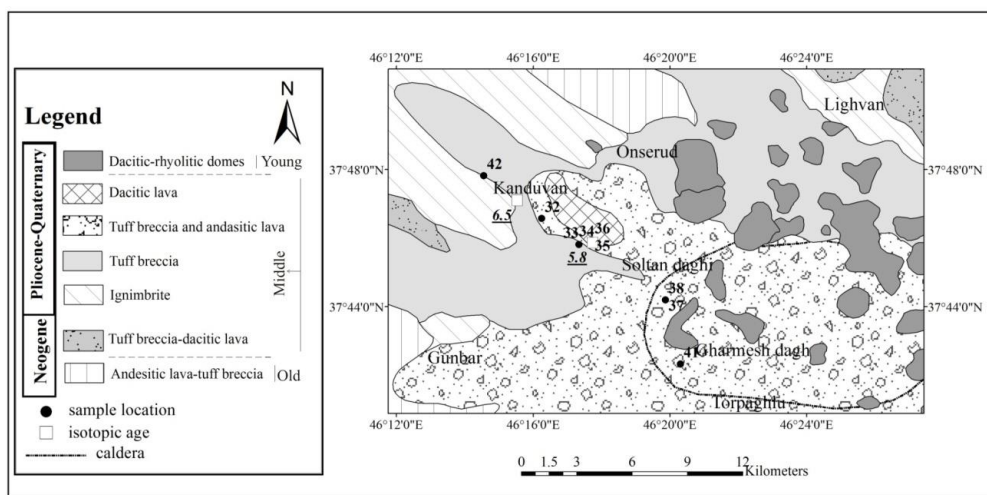 Legend
N
Pliocene-Quaternary
Neogene
Dacitic-rhyolitic domes
Young
Dacitic lava
Tuff breccia and andasitic lava
Tuff breccia
Middle
Ignimbrite
Tuff breccia-dacitic lava
Andesitic lava-tuff breccia
Old
sample location
isotopic age
caldera
46°12'0"E 46°16'0"E 46°20'0"E 46°24'0"E
Lighvan
Onserud
37°48'0"N 42 37°48'0"N
Kanduvan
6.5 32
33 34 36
35
5.8
Soltan daghi
38
37°44'0"N 37 37°44'0"N
Gunbar
41 Gharmesh dagh
Torpaghlu
46°12'0"E 46°16'0"E 46°20'0"E 46°24'0"E
0 1.5 3 6 9 12
Kilometers